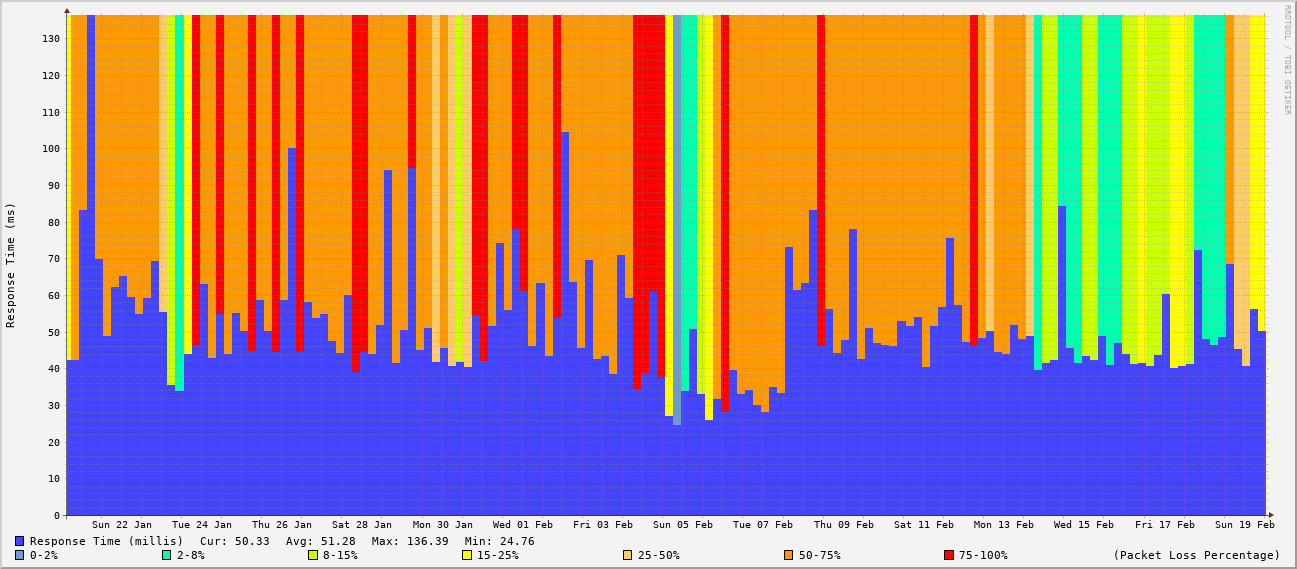 RRDTOOL / TOBI OETIKER
Response Time (ms)
130
120
110
100
90
80
70
60
50
40
30
20
10
0
Sun 22 Jan Tue 24 Jan Thu 26 Jan Sat 28 Jan Mon 30 Jan Wed 01 Feb Fri 03 Feb Sun 05 Feb Tue 07 Feb Thu 09 Feb Sat 11 Feb Mon 13 Feb Wed 15 Feb Fri 17 Feb Sun 19 Feb
Response Time (millis) Cur: 50.33 Avg: 51.28 Max: 136.39 Min: 24.76
0-2% 2-8% 8-15% 15-25% 25-50% 50-75% 75-100% (Packet Loss Percentage)